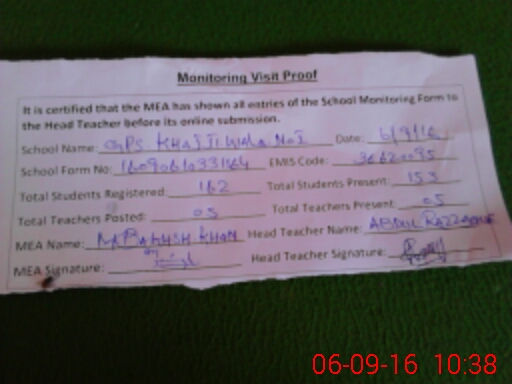 Monitoring Visit Proof
It is certified that the MEA has shown all entries of the School Monitoring Form to
the Head Teacher before its online submission.
School Name: GPS No I Date: 6/9/16
School Form No: EMIS Code:
Total Students Registered: 162 Total Students Present: 153
Total Teachers Posted: 05 Total Teachers Present: 05
MEA Name: KHAN Head Teacher Name: ABDUL RAZZAQUE
MEA Signature: Head Teacher Signature:
06-09-16 10:38